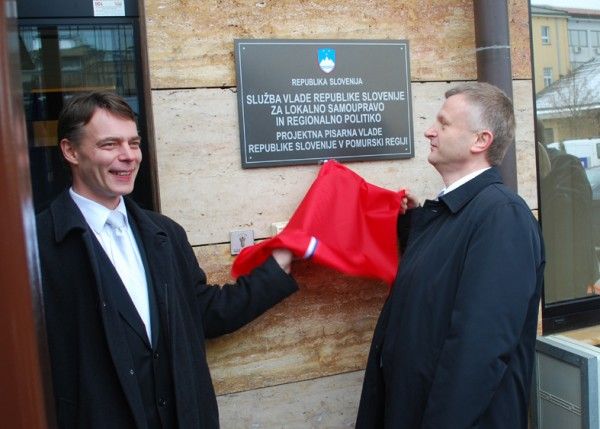 REPUBLIKA SLOVENIJA
SLUŽBA VLADE REPUBLIKE SLOVENIJE
ZA LOKALNO SAMOUPRAVO
IN REGIONALNO POLITIKO
PROJEKTNA PISARNA VLADE
REPUBLIKE SLOVENIJE V POMURSKI REGIJI